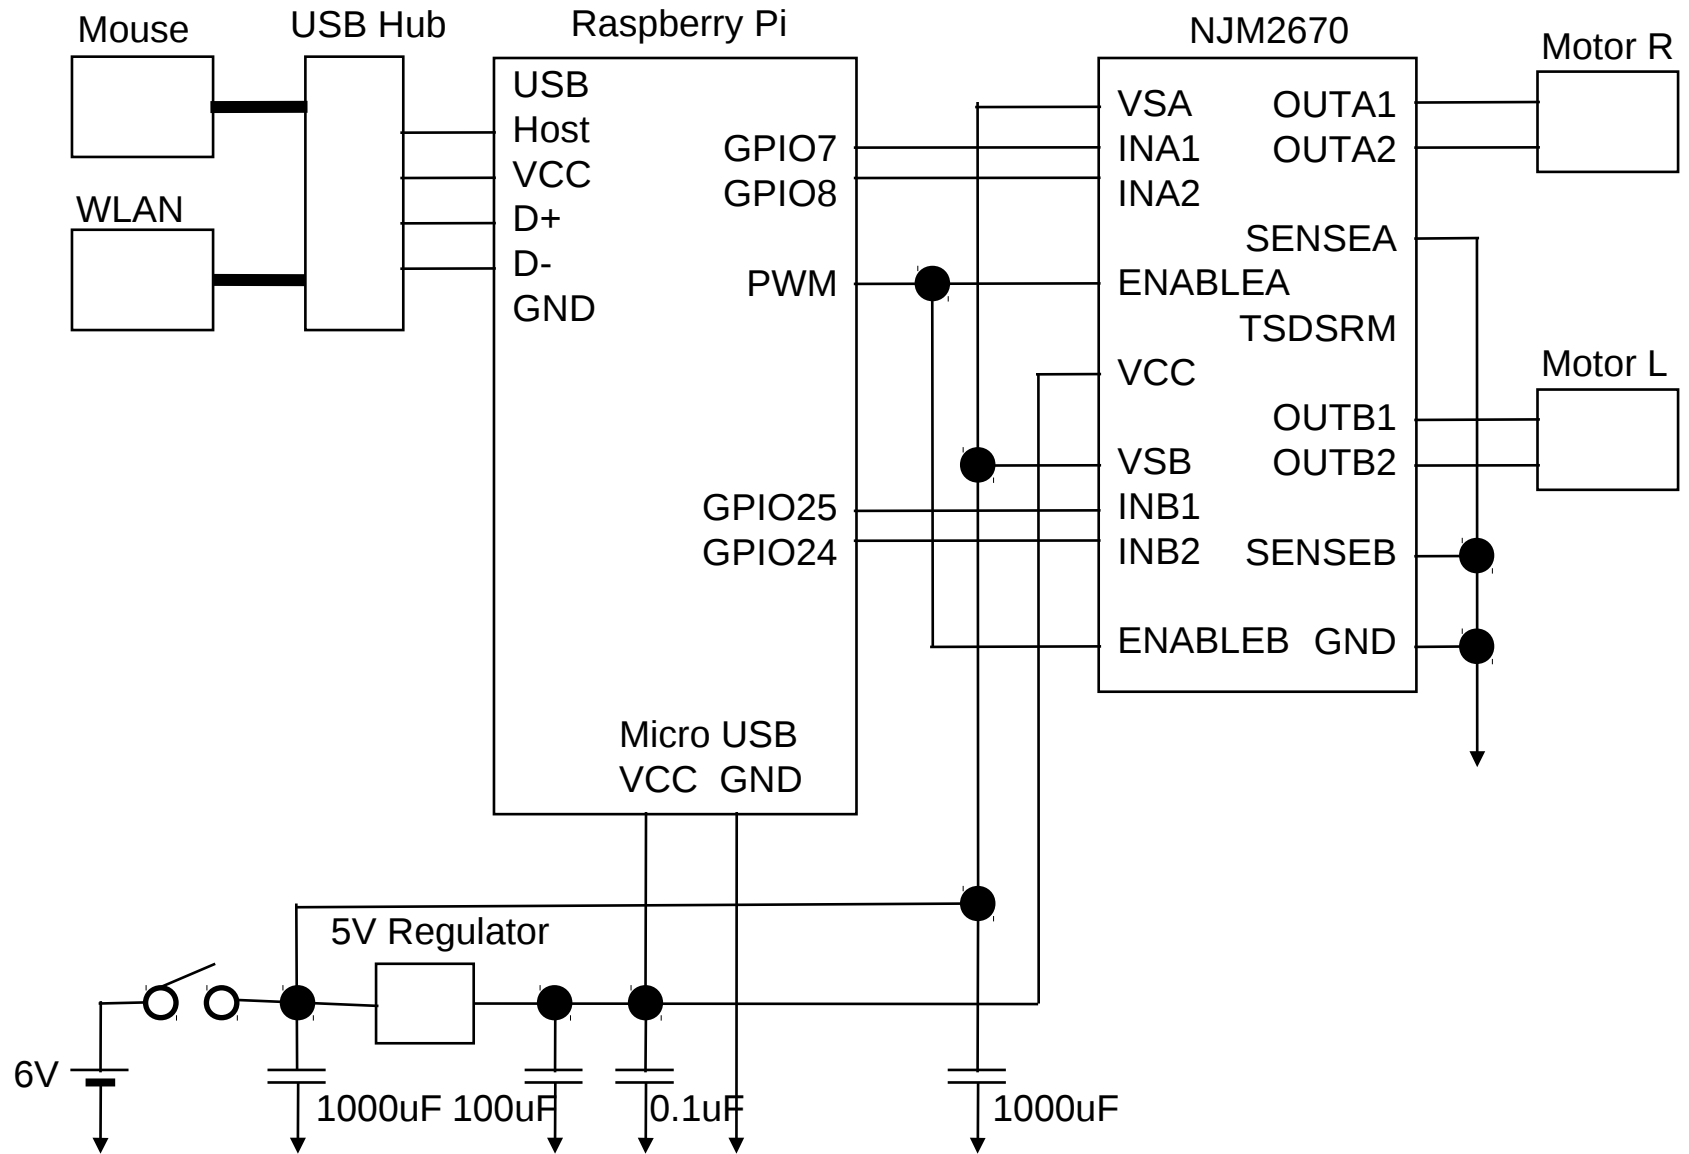 Mouse
USB Hub
Raspberry Pi
NJM2670
Motor R
WLAN
USB
Host
VCC
D+
D-
GND
GPIO7
GPIO8
PWM
GPIO25
GPIO24
Micro USB
VCC GND
VSA
INA1
INA2
ENABLEA
VCC
VSB
INB1
INB2
ENABLEB
OUTA1
OUTA2
SENSEA
TSDSRM
OUTB1
OUTB2
SENSEB
GND
Motor L
5V Regulator
6V
1000uF
100uF
0.1uF
1000uF